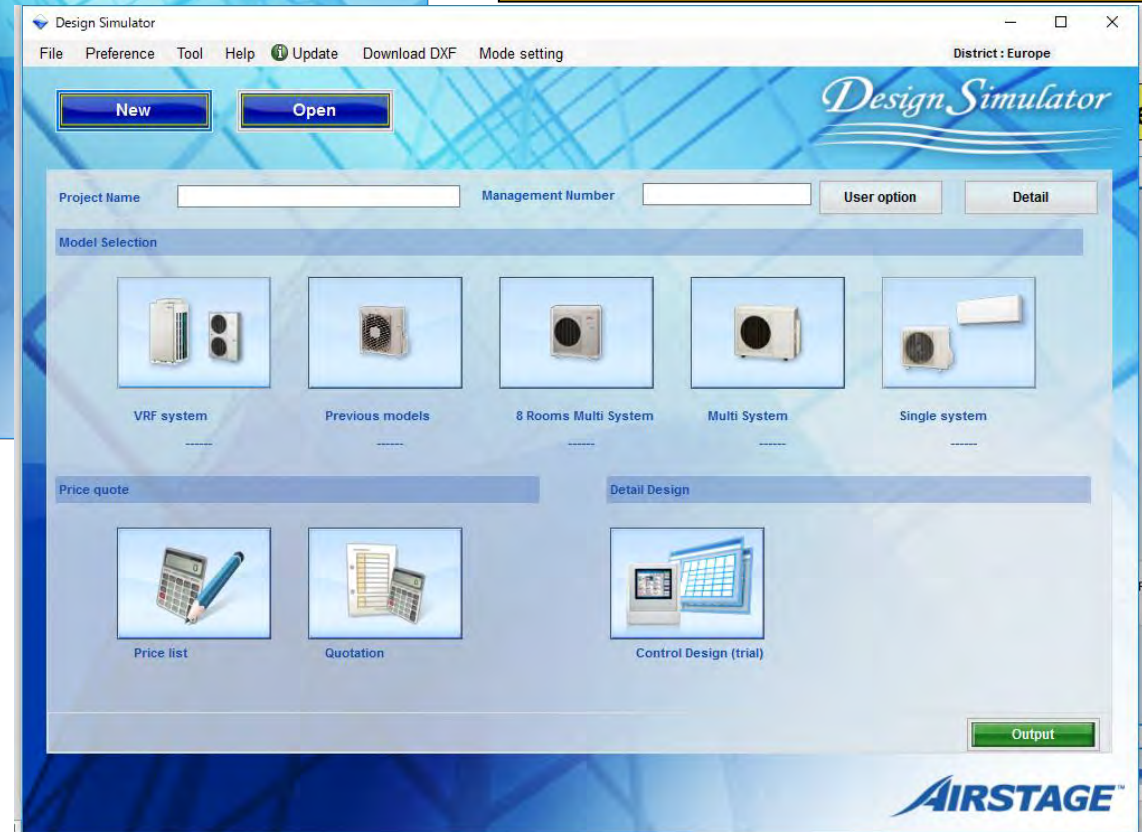 Design Simulator
File Preference Tool Help Update Download DXF Mode setting District : Europe
New Open Design Simulator
Project Name Management Number User option Detail
Model Selection
VRF system Previous models 8 Rooms Multi System Multi System Single system
------ ------ ------ ------ ------
Price quote Detail Design
Price list Quotation Control Design (trial)
Output
AIRSTAGE™